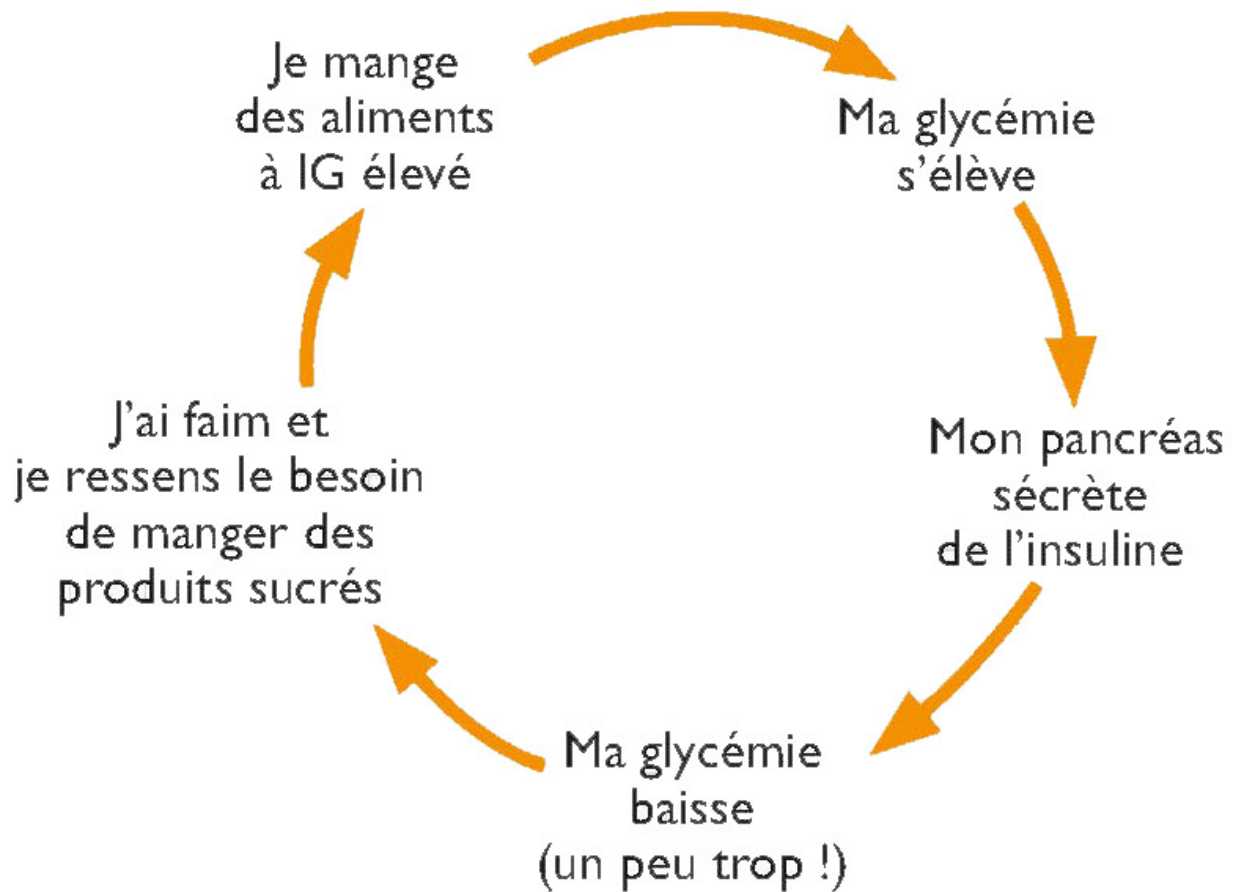 Je mange
des aliments
à IG élevé
Ma glycémie
s'élève
Mon pancréas
sécrète
de l'insuline
Ma glycémie
baisse
(un peu trop !)
J'ai faim et
je ressens le besoin
de manger des
produits sucrés